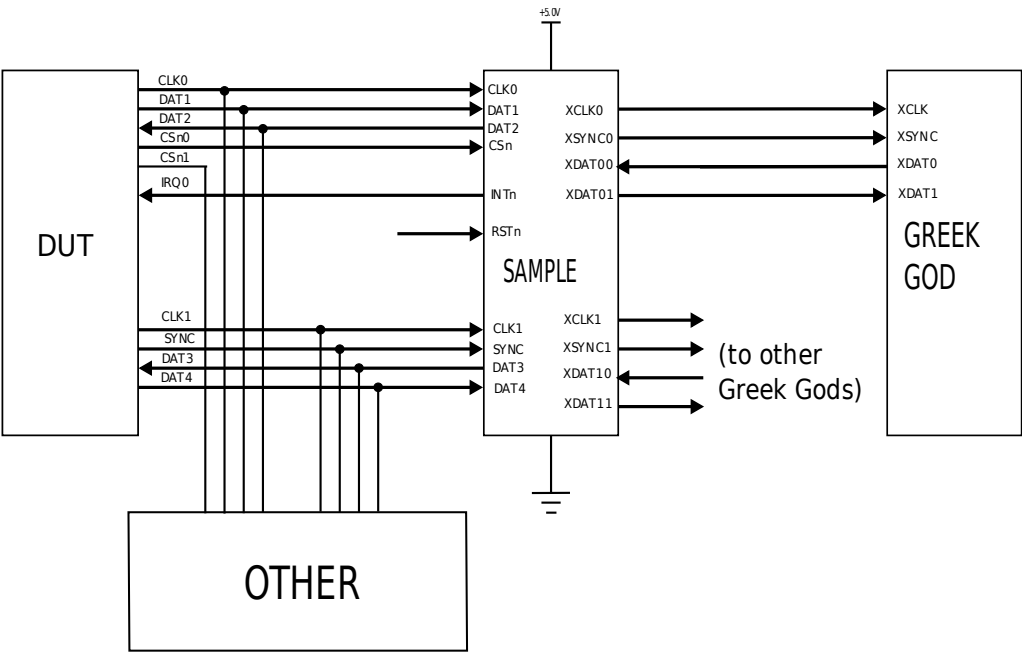 +5.0V
CLK0
DAT1
DAT2
CSn0
CSn1
IRQ0
DUT
CLK1
SYNC
DAT3
DAT4
CLK0
DAT1
DAT2
CSn
INTn
RSTn
SAMPLE
CLK1
SYNC
DAT3
DAT4
XCLK0
XSYNC0
XDAT00
XDAT01
XCLK1
XSYNC1
XDAT10
XDAT11
(to other
Greek Gods)
XCLK
XSYNC
XDAT0
XDAT1
GREEK
GOD
OTHER